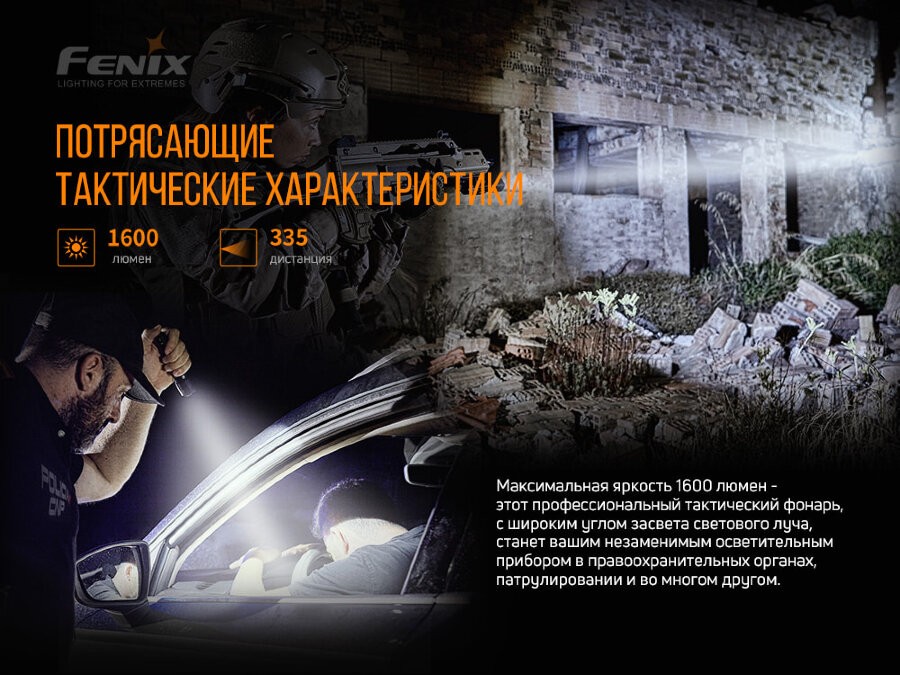 FENIX
LIGHTING FOR EXTREMES
ПОТРЯСАЮЩИЕ
ТАКТИЧЕСКИЕ ХАРАКТЕРИСТИКИ
1600
люмен
335
дистанция
Максимальная яркость 1600 люмен -
этот профессиональный тактический фонарь,
с широким углом засвета светового луча,
станет вашим незаменимым осветительным
прибором в правоохранительных органах,
патрулировании и во многом другом.